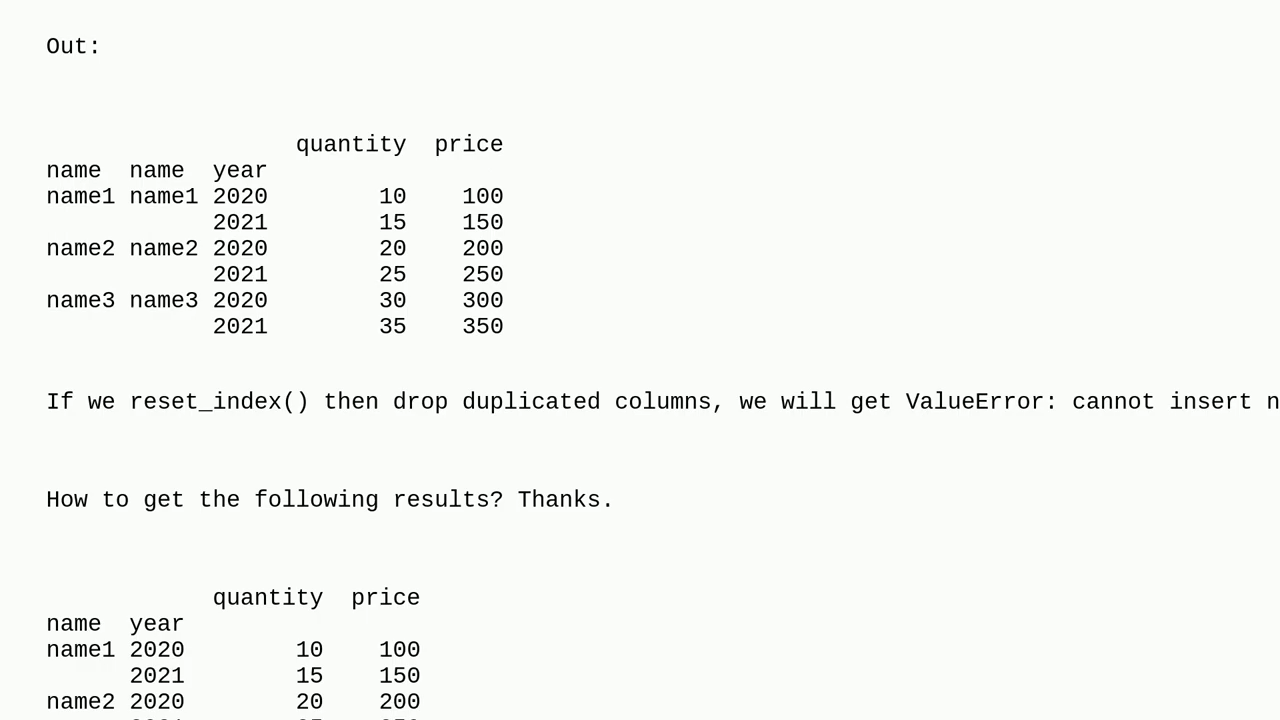 Out:
quantity price
name name year
name1 name1 2020 10 100
2021 15 150
name2 name2 2020 20 200
2021 25 250
name3 name3 2020 30 300
2021 35 350
If we reset_index() then drop duplicated columns, we will get ValueError: cannot insert n
How to get the following results? Thanks.
quantity price
name year
name1 2020 10 100
2021 15 150
name2 2020 20 200